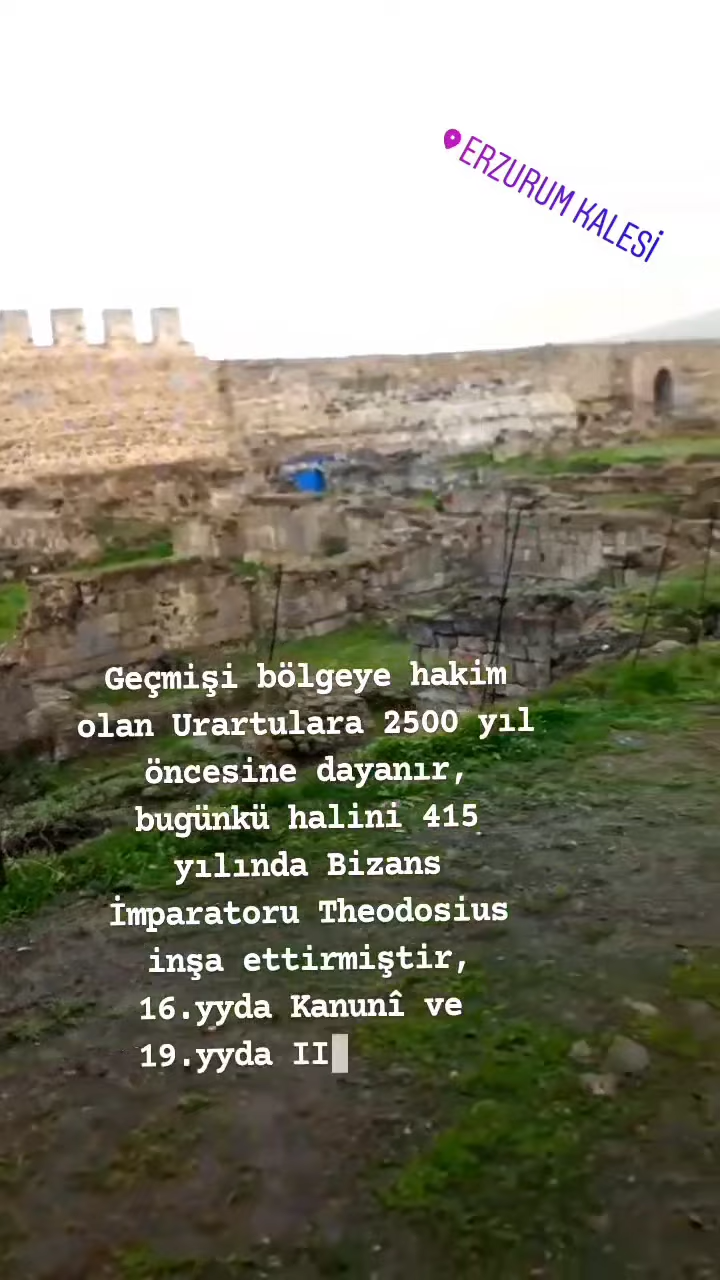 ERZURUM KALESİ
Geçmişi bölgeye hakim
olan Urartulara 2500 yıl
öncesine dayanır,
bugünkü halini 415
yılında Bizans
İmparatoru Theodosius
inşa ettirmiştir,
16.yyda Kanunî ve
19.yyda II